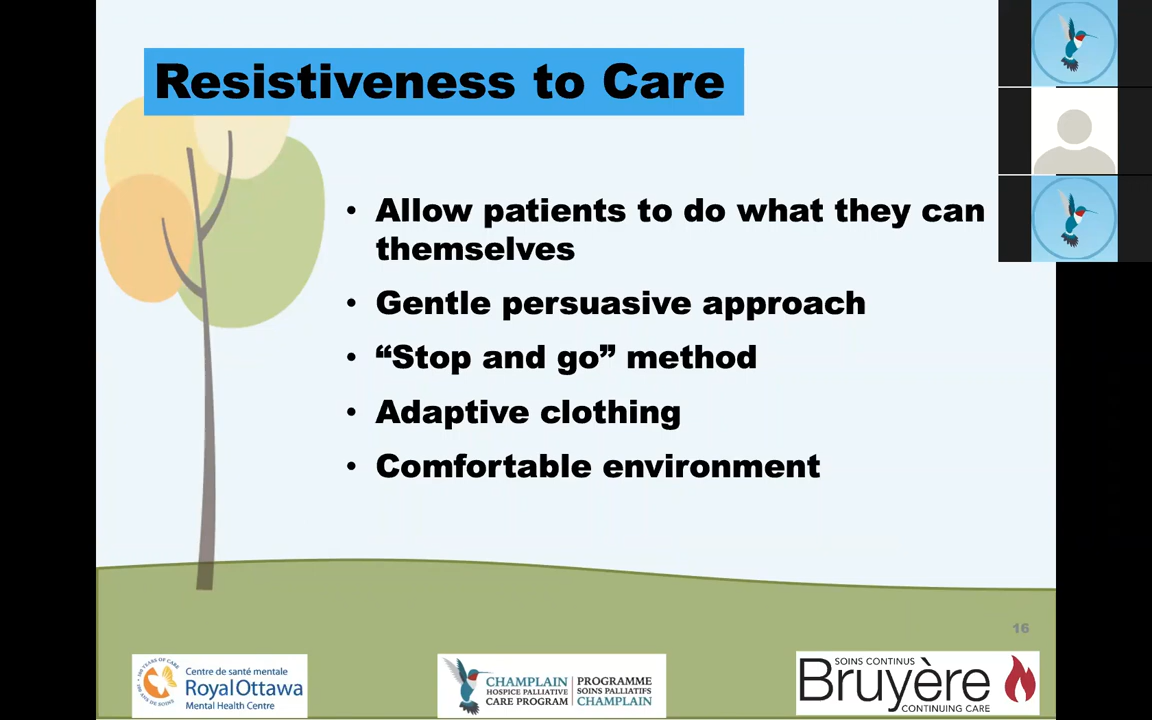 Resistiveness to Care
• Allow patients to do what they can
themselves
• Gentle persuasive approach
• “Stop and go” method
• Adaptive clothing
• Comfortable environment
16
Centre de santé mentale
Royal Ottawa
Mental Health Centre
CHAMPLAIN
HOSPICE PALLIATIVE
CARE PROGRAM
PROGRAMME
SOINS PALLIATIFS
CHAMPLAIN
SOINS CONTINUS
Bruyère
CONTINUING CARE